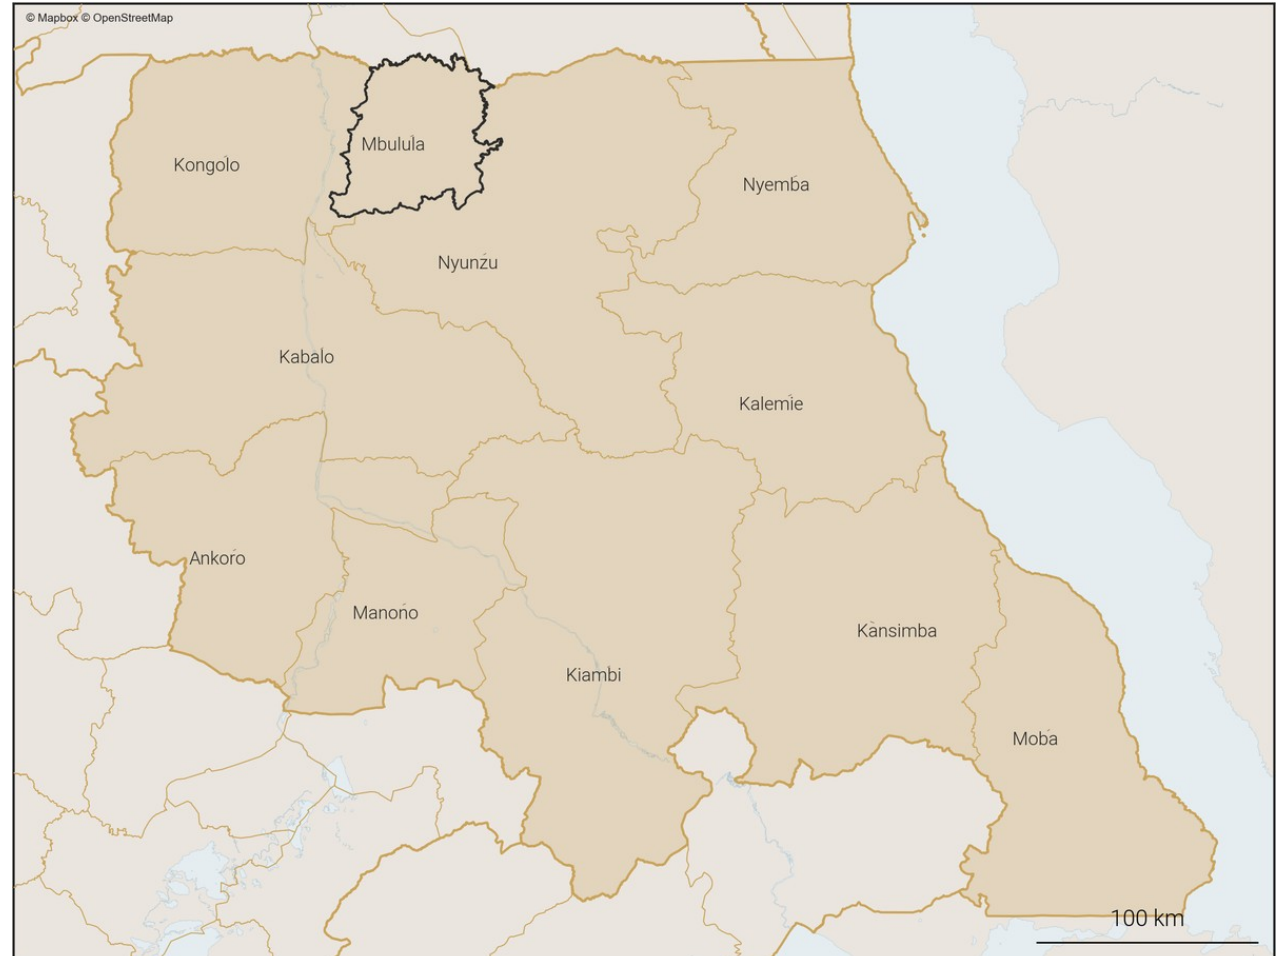 © Mapbox © OpenStreetMap
Mbulula
Kongolo
Nyemba
Nyunzu
Kabalo
Kalemie
Ankoro
Manono
Kansimba
Kiambi
Moba
100 km